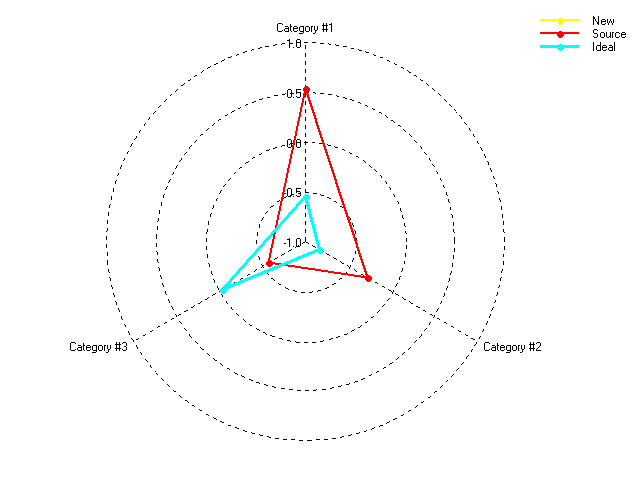 New
Source
Ideal
Category #1
1.0
0.5
0.0
-0.5
-1.0
Category #3
Category #2